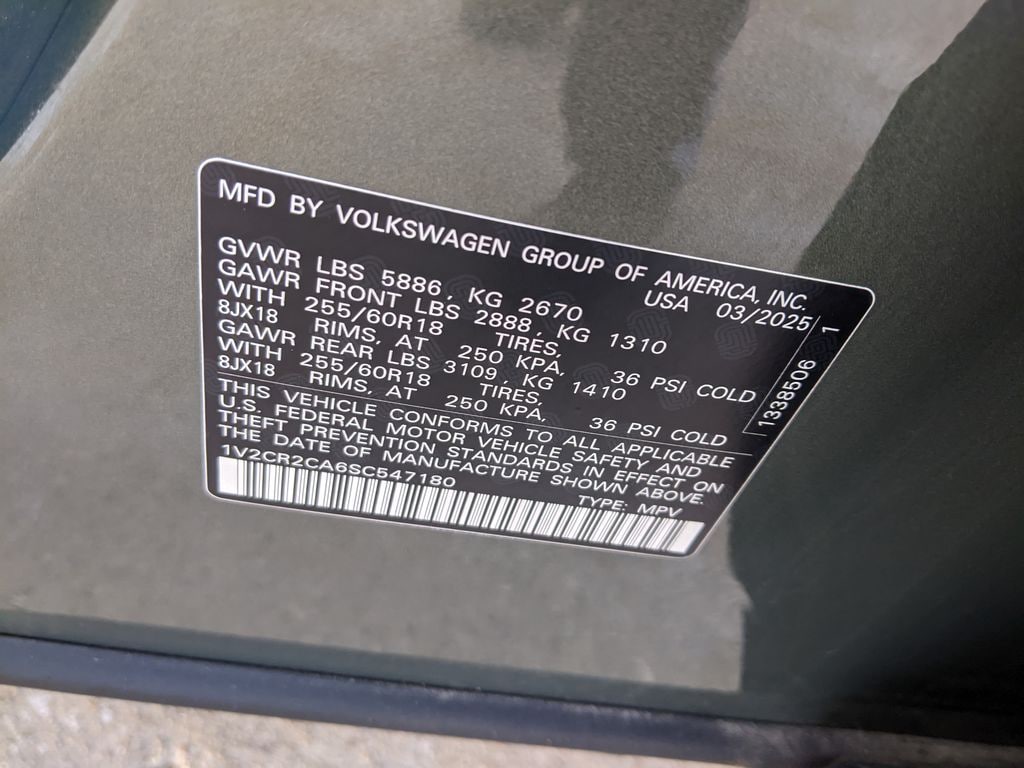 MFD BY VOLKSWAGEN GROUP OF AMERICA, INC.
USA 03/2025
GVWR LBS 5886, KG 2670
GAWR FRONT LBS 2888, KG 1310
WITH 255/60R18 TIRES,
8JX18 RIMS, AT 250 KPA, 36 PSI COLD
GAWR REAR LBS 3109, KG 1410
WITH 255/60R18 TIRES,
8JX18 RIMS, AT 250 KPA, 36 PSI COLD
THIS VEHICLE CONFORMS TO ALL APPLICABLE
U.S. FEDERAL MOTOR VEHICLE SAFETY AND
THEFT PREVENTION STANDARDS IN EFFECT ON
THE DATE OF MANUFACTURE SHOWN ABOVE.
1V2CR2CA6SC547180 TYPE: MPV
1338506 1